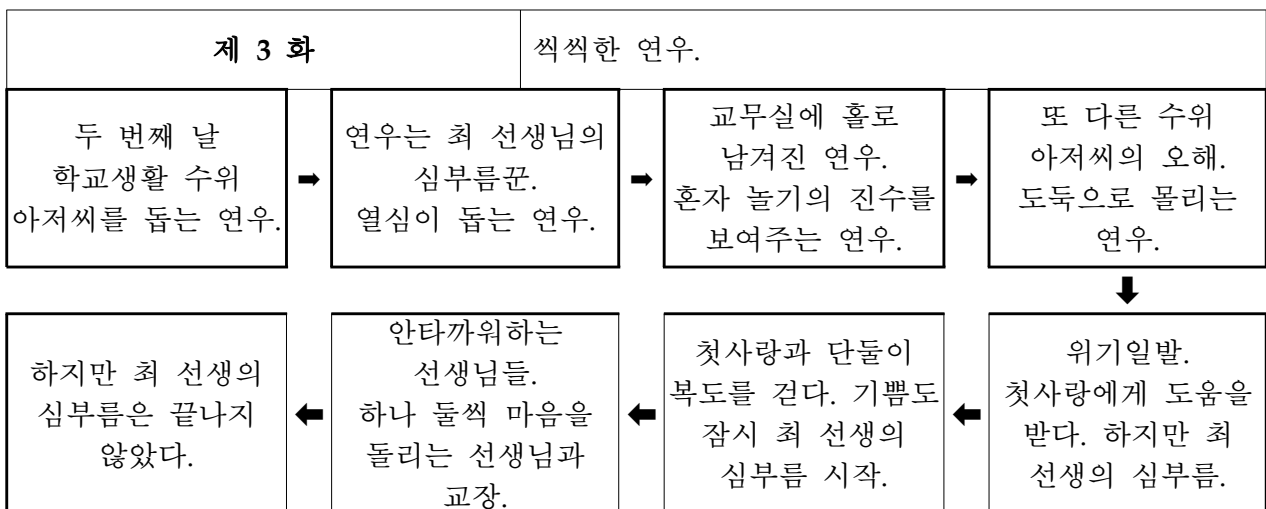 제 3 화
씩씩한 연우.
두 번째 날
학교생활 수위
아저씨를 돕는 연우.
연우는 최 선생님의
심부름꾼.
열심이 돕는 연우.
교무실에 홀로
남겨진 연우.
혼자 놀기의 진수를
보여주는 연우.
또 다른 수위
아저씨의 오해.
도둑으로 몰리는
연우.
위기일발.
첫사랑에게 도움을
받다. 하지만 최
선생의 심부름.
첫사랑과 단둘이
복도를 걷다. 기쁨도
잠시 최 선생의
심부름 시작.
안타까워하는
선생님들.
하나 둘씩 마음을
돌리는 선생님과
교장.
하지만 최 선생의
심부름은 끝나지
않았다.